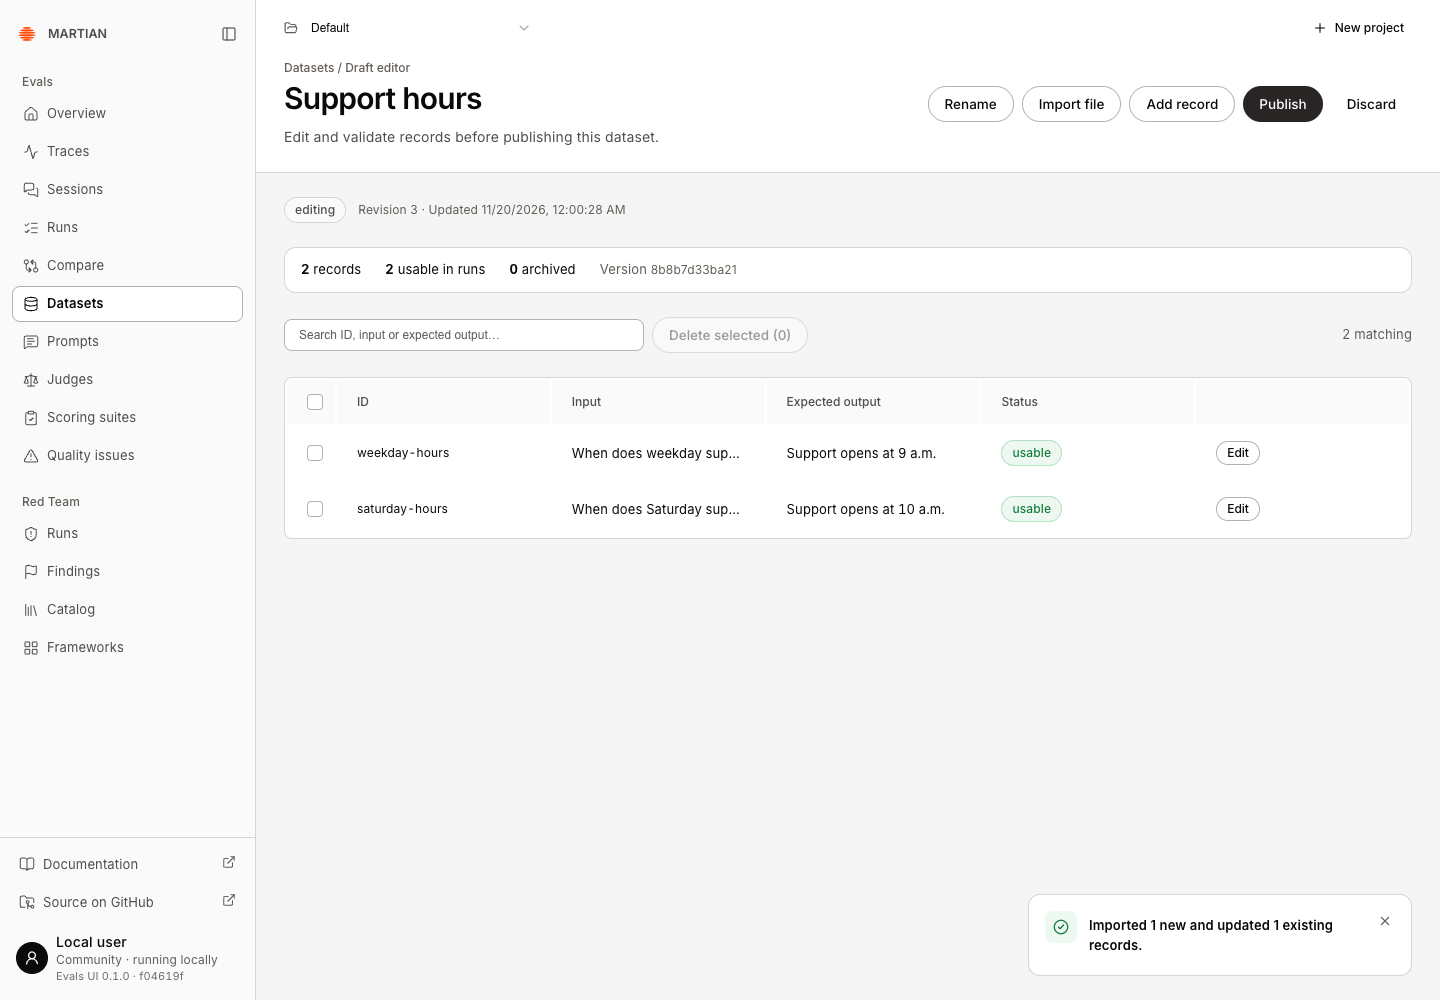 MARTIAN
Evals
Overview
Traces
Sessions
Runs
Compare
Datasets
Prompts
Judges
Scoring suites
Quality issues
Red Team
Runs
Findings
Catalog
Frameworks
Documentation
Source on GitHub
Local user
Community · running locally
Evals UI 0.1.0 · f04619f
Default
New project
Datasets / Draft editor
Support hours
Edit and validate records before publishing this dataset.
Rename
Import file
Add record
Publish
Discard
editing
Revision 3 · Updated 11/20/2026, 12:00:28 AM
2 records
2 usable in runs
0 archived
Version 8b8b7d33ba21
Search ID, input or expected output...
Delete selected (0)
2 matching
ID
Input
Expected output
Status
weekday-hours
When does weekday sup...
Support opens at 9 a.m.
usable
Edit
saturday-hours
When does Saturday sup...
Support opens at 10 a.m.
usable
Edit
Imported 1 new and updated 1 existing
records.